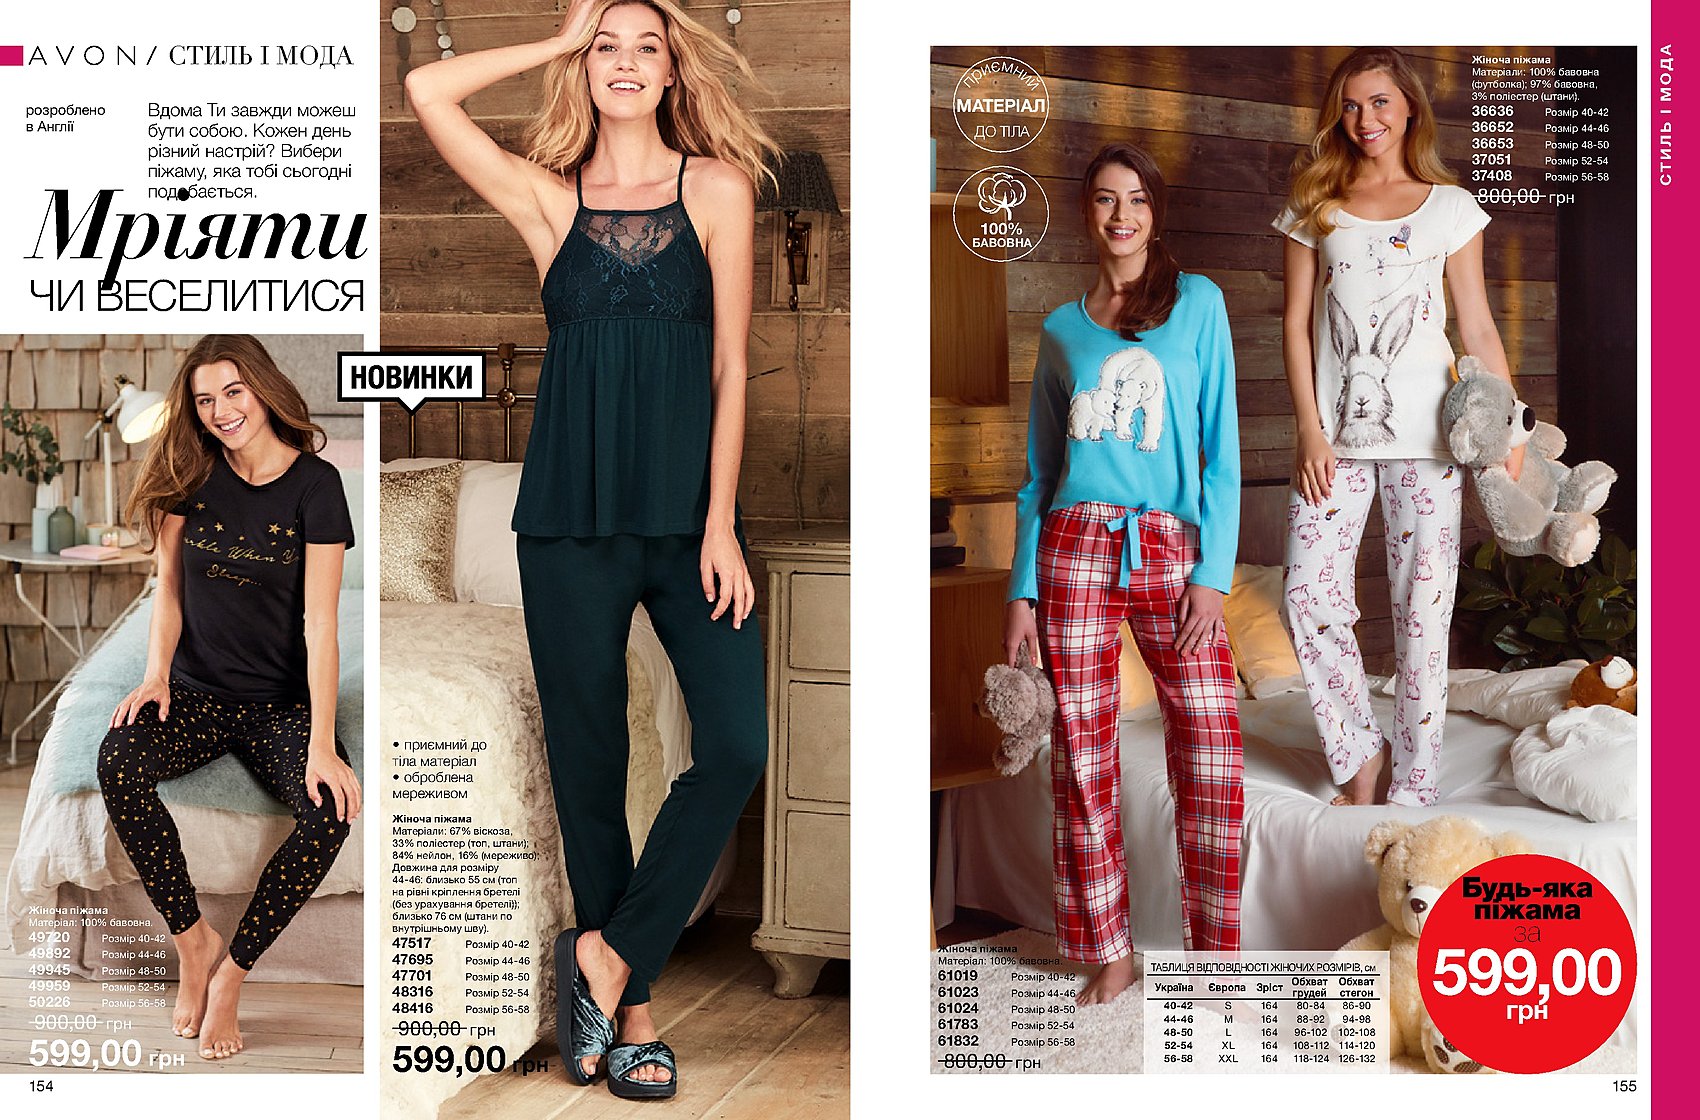 AVON / СТИЛЬ І МОДА
розроблено
в Англії
Вдома Ти завжди можеш
бути собою. Кожен день
різний настрій? Вибери
піжаму, яка тобі сьогодні
подобається.
Мріяти
ЧИ ВЕСЕЛИТИСЯ
НОВИНКИ
Sleep...
Жіноча піжама
Матеріал: 100% бавовна.
49720 Розмір 40-42
49892 Розмір 44-46
49945 Розмір 48-50
49959 Розмір 52-54
50226 Розмір 56-58
900,00 грн
599,00 грн
154
• приємний до
тіла матеріал
• оброблена
мереживом
Жіноча піжама
Матеріали: 67% віскоза,
33% поліестер (топ, штани);
84% нейлон, 16% (мереживо);
Довжина для розміру
44-46: близько 55 см (топ
на рівні кріплення бретелі
(без урахування бретелі));
близько 76 см (штани по
внутрішньому шву).
47517 Розмір 40-42
47695 Розмір 44-46
47701 Розмір 48-50
48316 Розмір 52-54
48416 Розмір 56-58
900,00 грн
599,00 грн
ПРИЄМНИЙ
МАТЕРІАЛ
ДО ТІЛА
100%
БАВОВНА
Жіноча піжама
Матеріали: 100% бавовна
(футболка); 97% бавовна,
3% поліестер (штани).
36636 Розмір 40-42
36652 Розмір 44-46
36653 Розмір 48-50
37051 Розмір 52-54
37408 Розмір 56-58
800,00 грн
СТИЛЬ І МОДА
Жіноча піжама
Матеріал: 100% бавовна.
61019 Розмір 40-42
61023 Розмір 44-46
61024 Розмір 48-50
61783 Розмір 52-54
61832 Розмір 56-58
800,00 грн
ТАБЛИЦЯ ВІДПОВІДНОСТІ ЖІНОЧИХ РОЗМІРІВ, см
Україна Європа Зріст Обхват грудей Обхват стегон
40-42 S 164 80-84 86-90
44-46 M 164 88-92 94-98
48-50 L 164 96-102 102-108
52-54 XL 164 108-112 114-120
56-58 XXL 164 118-124 126-132
Будь-яка
піжама
за
599,00
грн
155